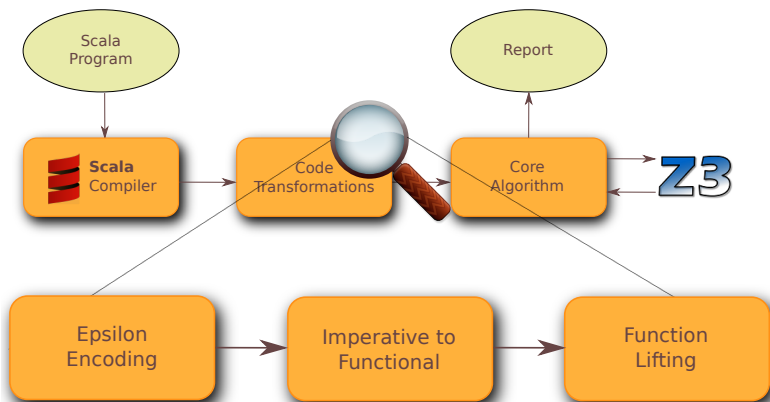 Scala
Program
Report
Scala
Compiler
Code
Transformations
Core
Algorithm
Z3
Epsilon
Encoding
Imperative to
Functional
Function
Lifting